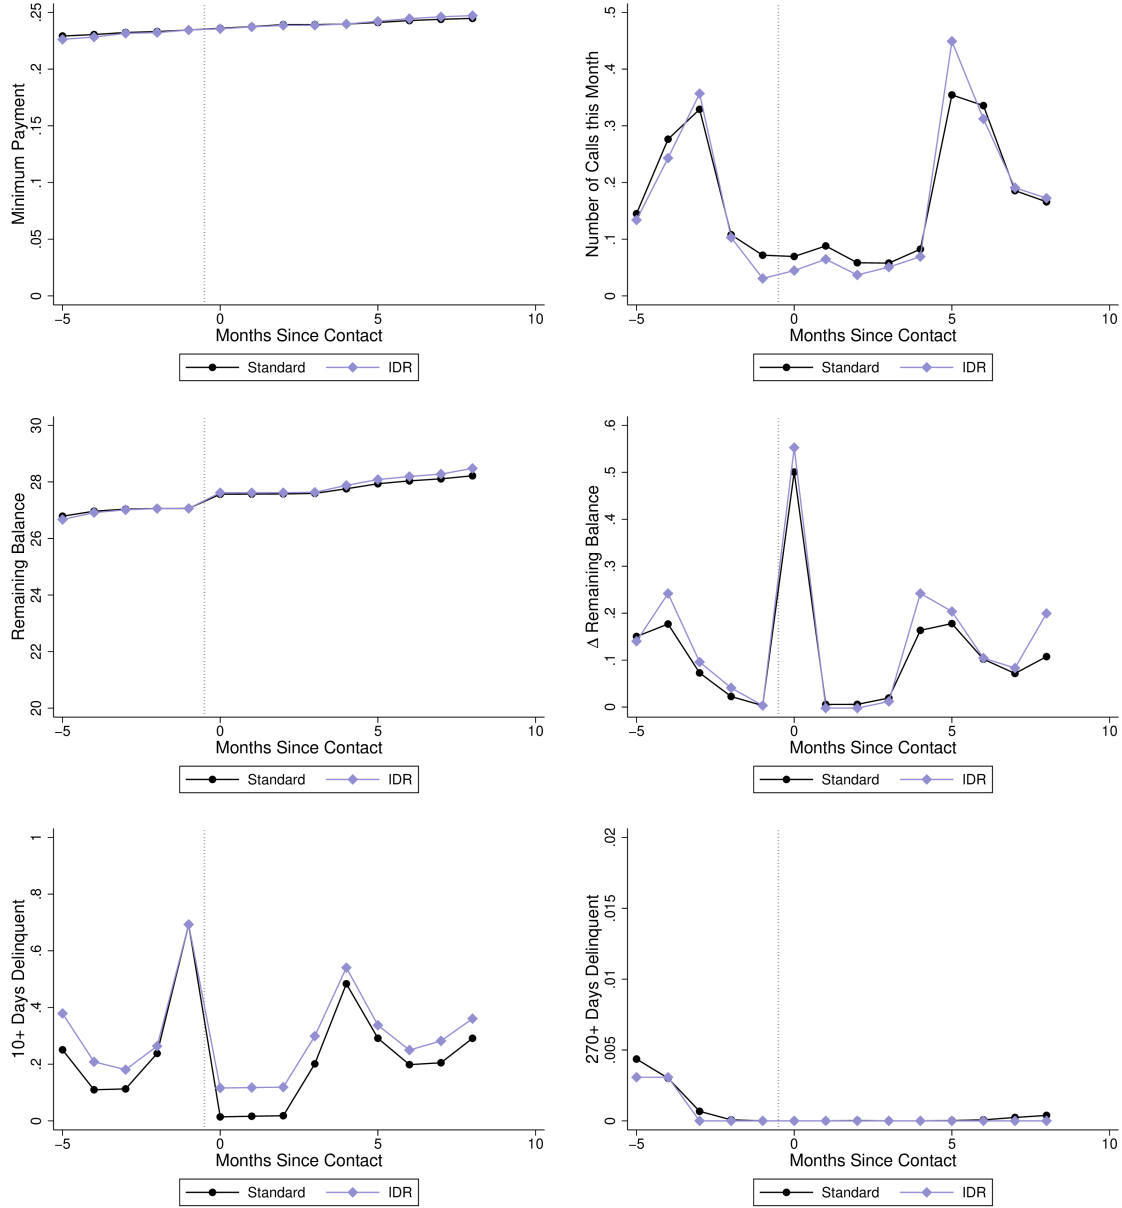 Minimum Payment
.25
.2
.15
.1
.05
0
−5 0 5 10
Months Since Contact
Standard IDR
Number of Calls this Month
.5
.4
.3
.2
.1
0
−5 0 5 10
Months Since Contact
Standard IDR
Remaining Balance
30
28
26
24
22
20
−5 0 5 10
Months Since Contact
Standard IDR
Δ Remaining Balance
.6
.5
.4
.3
.2
.1
0
−5 0 5 10
Months Since Contact
Standard IDR
10+ Days Delinquent
1
.8
.6
.4
.2
0
−5 0 5 10
Months Since Contact
Standard IDR
270+ Days Delinquent
.02
.015
.01
.005
0
−5 0 5 10
Months Since Contact
Standard IDR